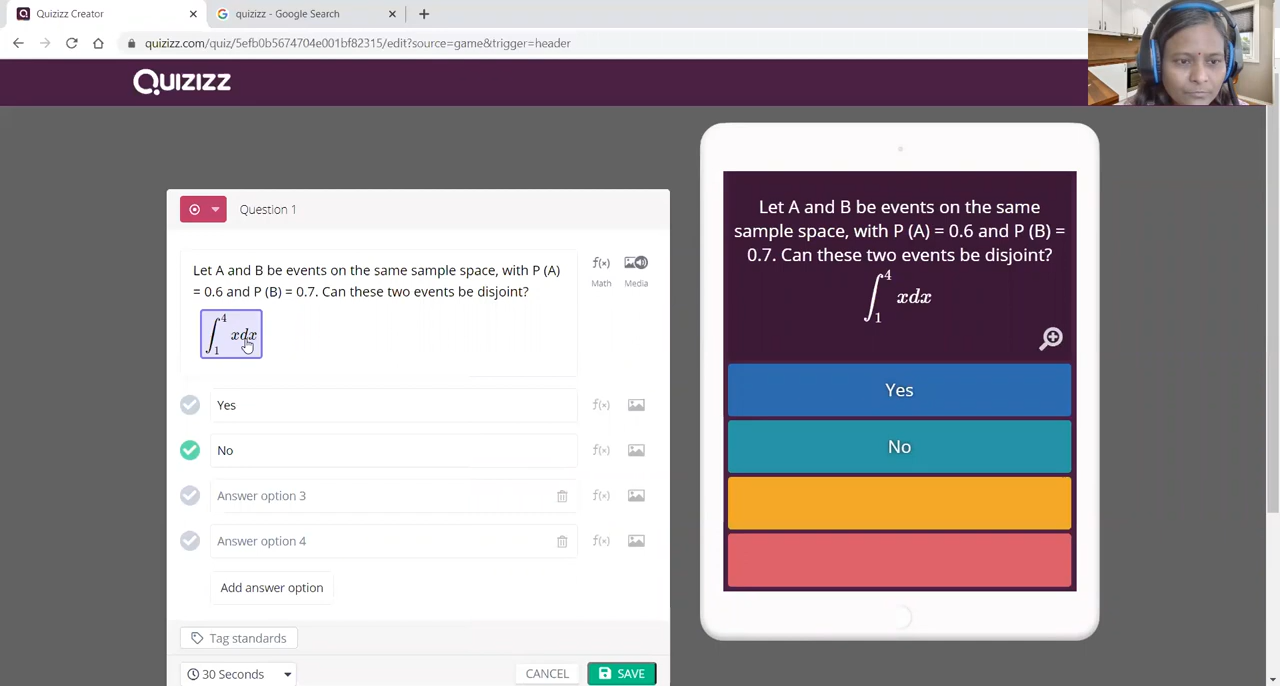 Quizizz Creator
quizizz - Google Search
quizizz.com/quiz/5efb0b5674704e001bf82315/edit?source=game&trigger=header
Quizizz
Question 1
Let A and B be events on the same sample space, with P (A)
= 0.6 and P (B) = 0.7. Can these two events be disjoint?
∫₁⁴ xdx
f(x)
Math
Media
Yes
f(x)
No
f(x)
Answer option 3
f(x)
Answer option 4
f(x)
Add answer option
Tag standards
30 Seconds
CANCEL
SAVE
Let A and B be events on the same
sample space, with P (A) = 0.6 and P (B) =
0.7. Can these two events be disjoint?
∫₁⁴ xdx
Yes
No